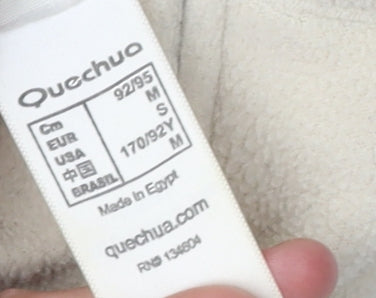 Quechua
Cm 92/95
EUR M
USA S
中国 170/92Y
BRASIL M
Made in Egypt
quechua.com
RN# 134604